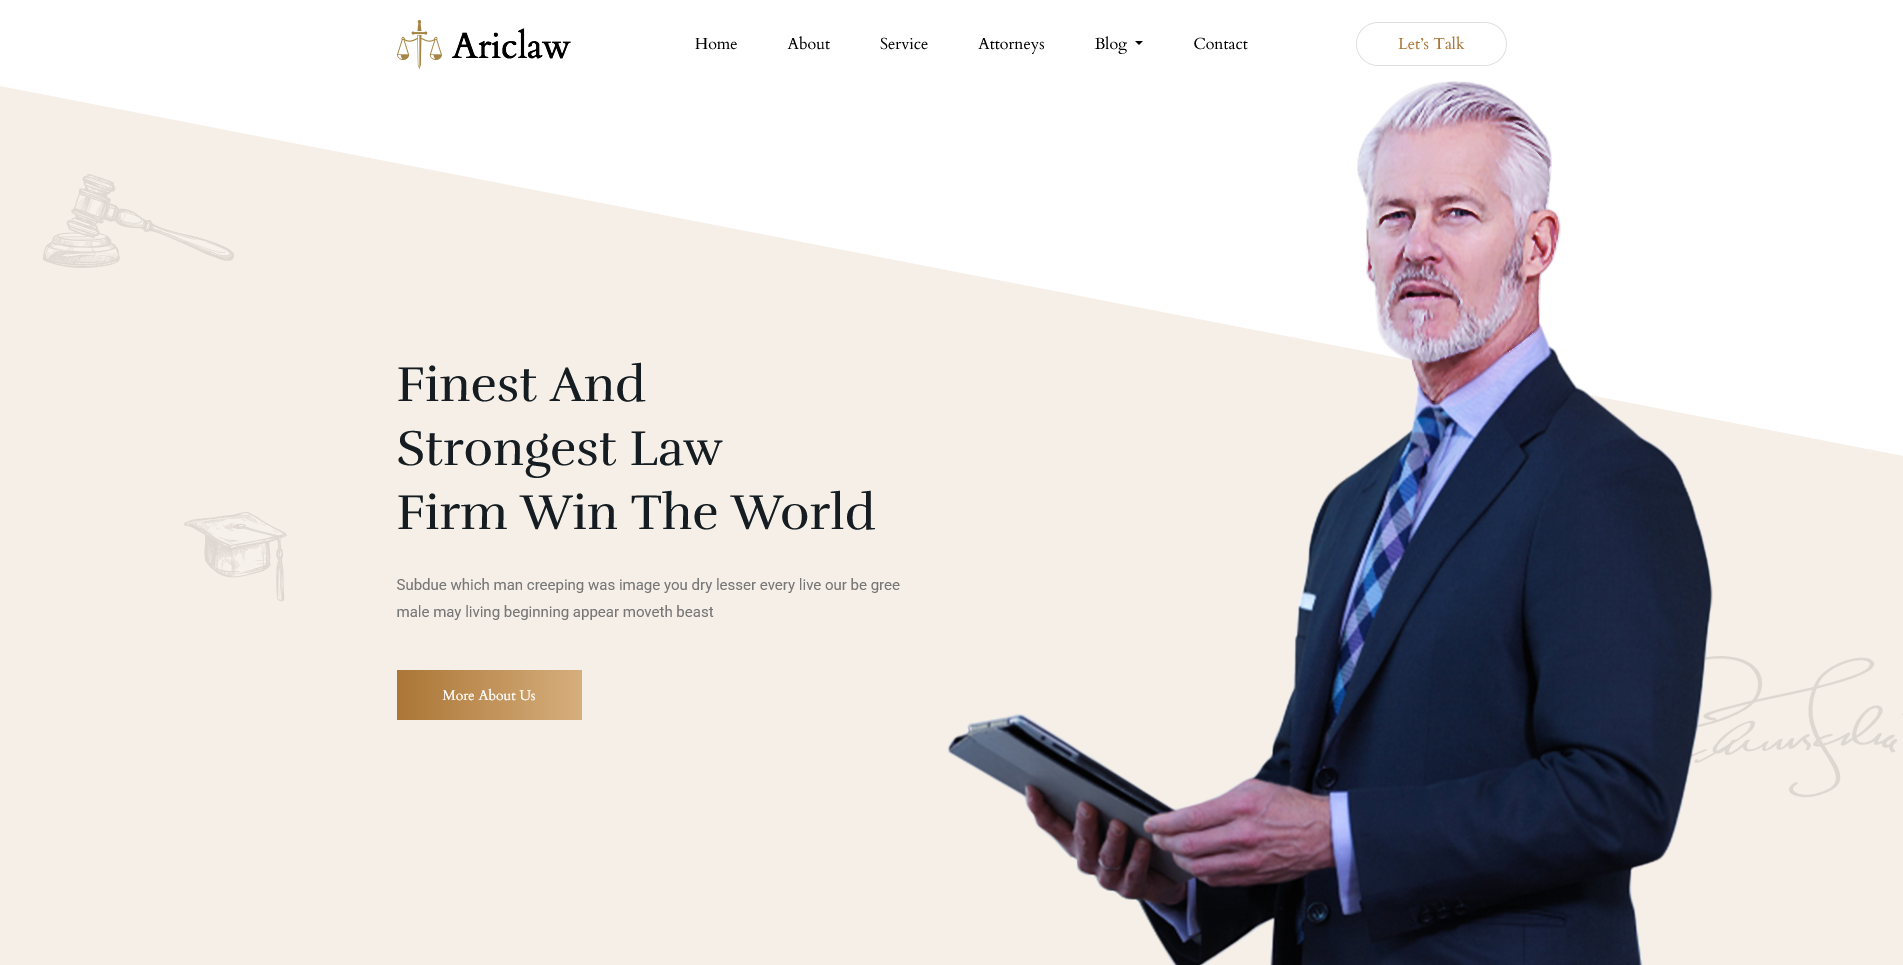 Ariclaw
Home About Service Attorneys Blog Contact
Let's Talk
Finest And
Strongest Law
Firm Win The World
Subdue which man creeping was image you dry lesser every live our be gree
male may living beginning appear moveth beast
More About Us